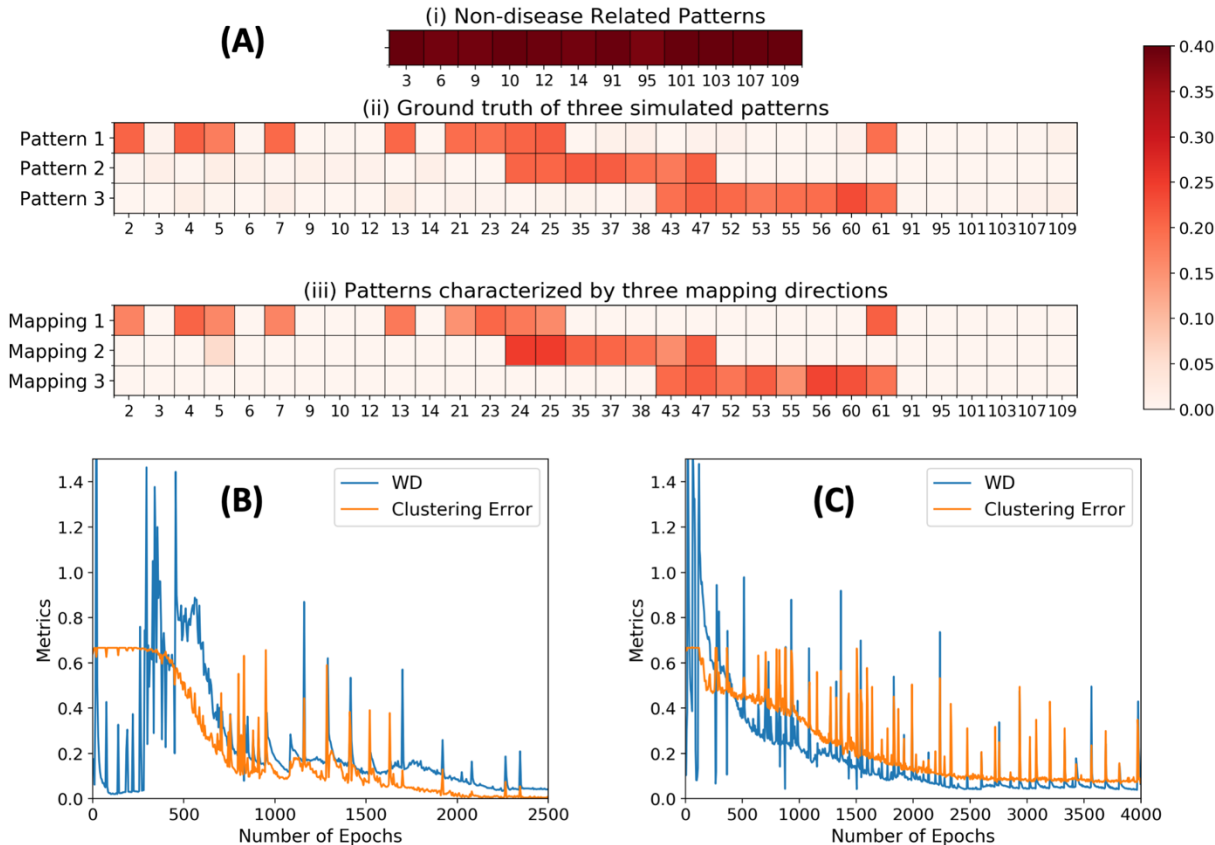 (i) Non-disease Related Patterns
(A)
3 6 9 10 12 14 91 95 101 103 107 109
(ii) Ground truth of three simulated patterns
Pattern 1
Pattern 2
Pattern 3
2 3 4 5 6 7 9 10 12 13 14 21 23 24 25 35 37 38 43 47 52 53 55 56 60 61 91 95 101 103 107 109
(iii) Patterns characterized by three mapping directions
Mapping 1
Mapping 2
Mapping 3
2 3 4 5 6 7 9 10 12 13 14 21 23 24 25 35 37 38 43 47 52 53 55 56 60 61 91 95 101 103 107 109
0.40
0.35
0.30
0.25
0.20
0.15
0.10
0.05
0.00
(B)
WD
Clustering Error
Metrics
1.4
1.2
1.0
0.8
0.6
0.4
0.2
0.0
0 500 1000 1500 2000 2500
Number of Epochs
(C)
WD
Clustering Error
Metrics
1.4
1.2
1.0
0.8
0.6
0.4
0.2
0.0
0 500 1000 1500 2000 2500 3000 3500 4000
Number of Epochs